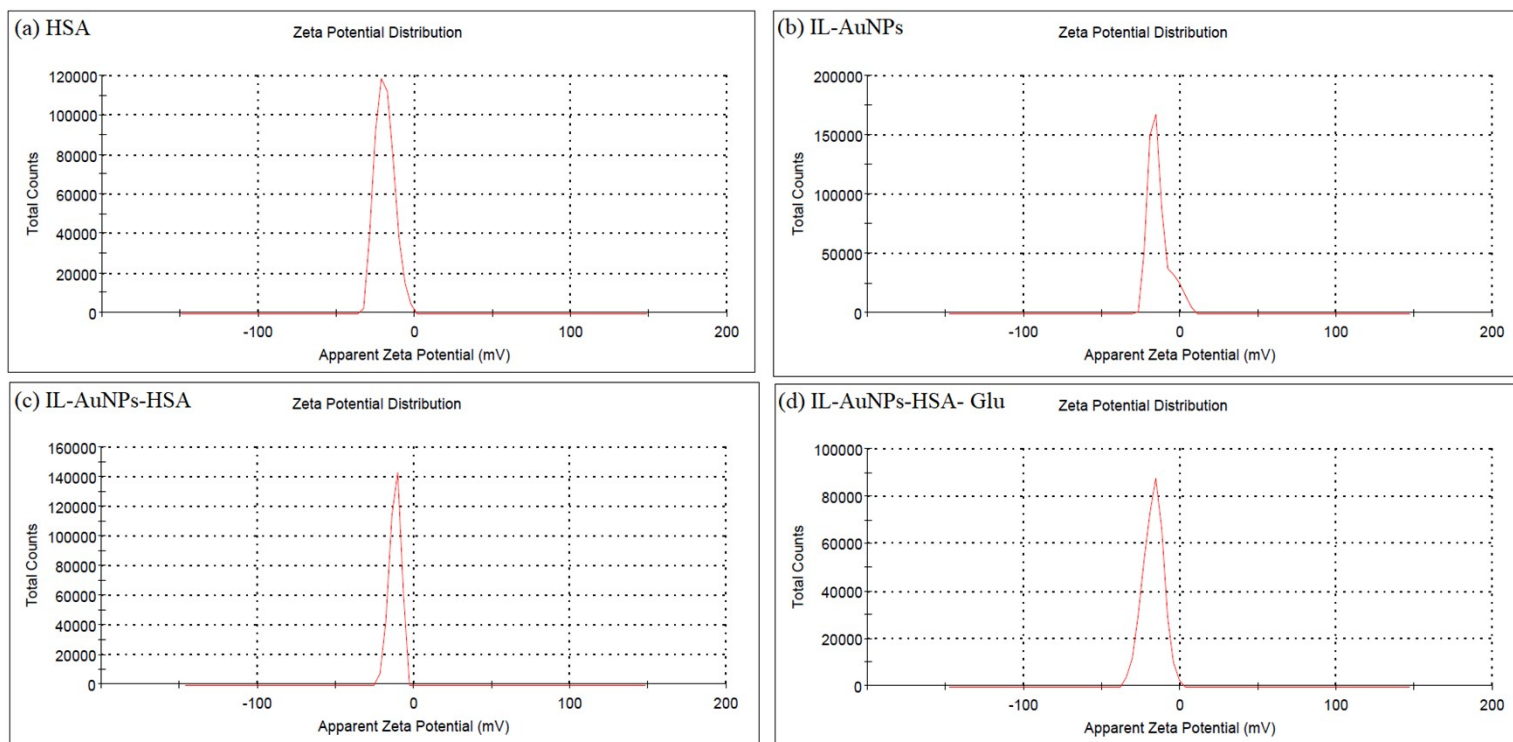 (a) HSA
Zeta Potential Distribution
120000
100000
80000
60000
40000
20000
0
Total Counts
-100 0 100 200
Apparent Zeta Potential (mV)
(b) IL-AuNPs
Zeta Potential Distribution
200000
150000
100000
50000
0
Total Counts
-100 0 100 200
Apparent Zeta Potential (mV)
(c) IL-AuNPs-HSA
Zeta Potential Distribution
160000
140000
120000
100000
80000
60000
40000
20000
0
Total Counts
-100 0 100 200
Apparent Zeta Potential (mV)
(d) IL-AuNPs-HSA- Glu
Zeta Potential Distribution
100000
80000
60000
40000
20000
0
Total Counts
-100 0 100 200
Apparent Zeta Potential (mV)